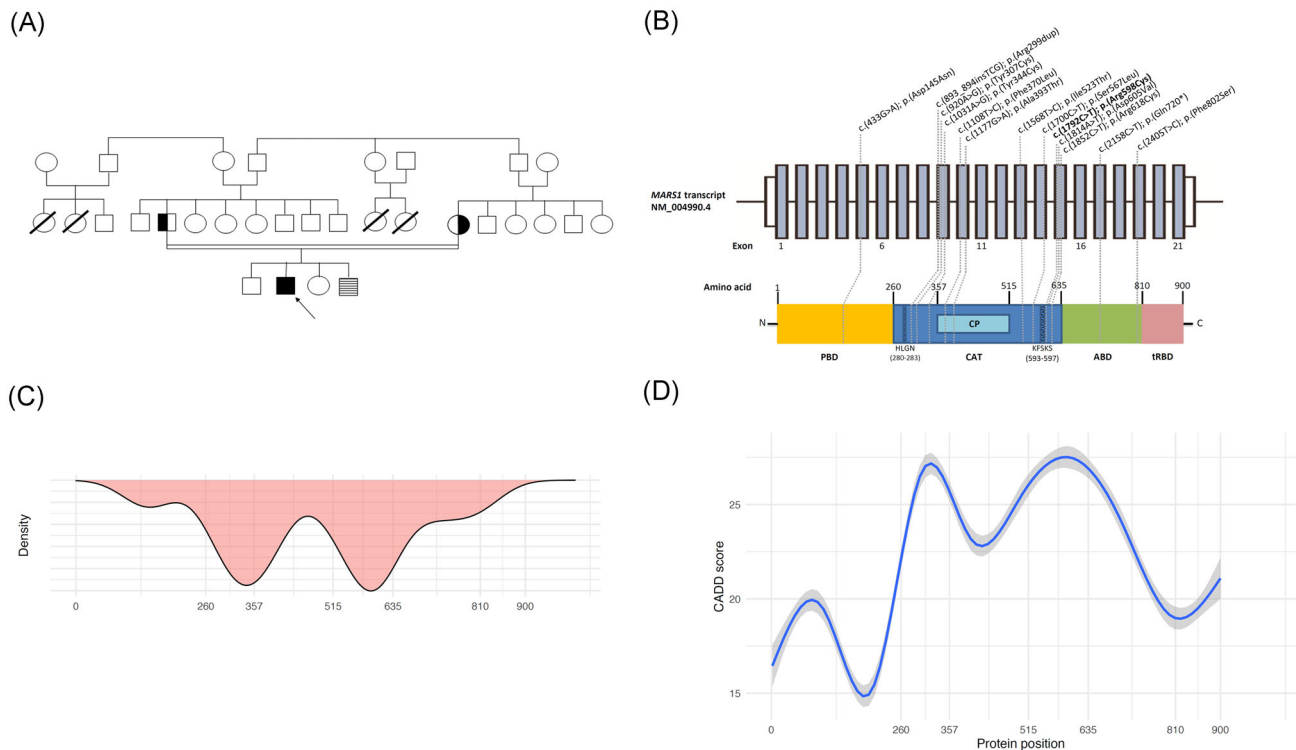 (A)
(B)
c.(433G>A); p.(Asp145Asn)
c.(893_894insTCG); p.(Arg299dup)
c.(920A>G); p.(Tyr307Cys)
c.(1031A>G); p.(Tyr344Cys)
c.(1108T>C); p.(Phe370Leu)
c.(1177G>A); p.(Ala393Thr)
c.(1568T>C); p.(Ile523Thr)
c.(1700C>T); p.(Ser567Leu)
c.(1792C>T); p.(Arg598Cys)
c.(1814A>T); p.(Asp605Val)
c.(1852C>T); p.(Arg618Cys)
c.(2158C>T); p.(Gln720*)
c.(2405T>C); p.(Phe802Ser)
MARS1 transcript
NM_004990.4
Exon 1 6 11 16 21
Amino acid 1 260 357 515 635 810 900
N CP C
HLGN KFSKS
(280-283) (593-597)
PBD CAT ABD tRBD
(C)
Density
0 260 357 515 635 810 900
(D)
CADD score
25
20
15
0 260 357 515 635 810 900
Protein position